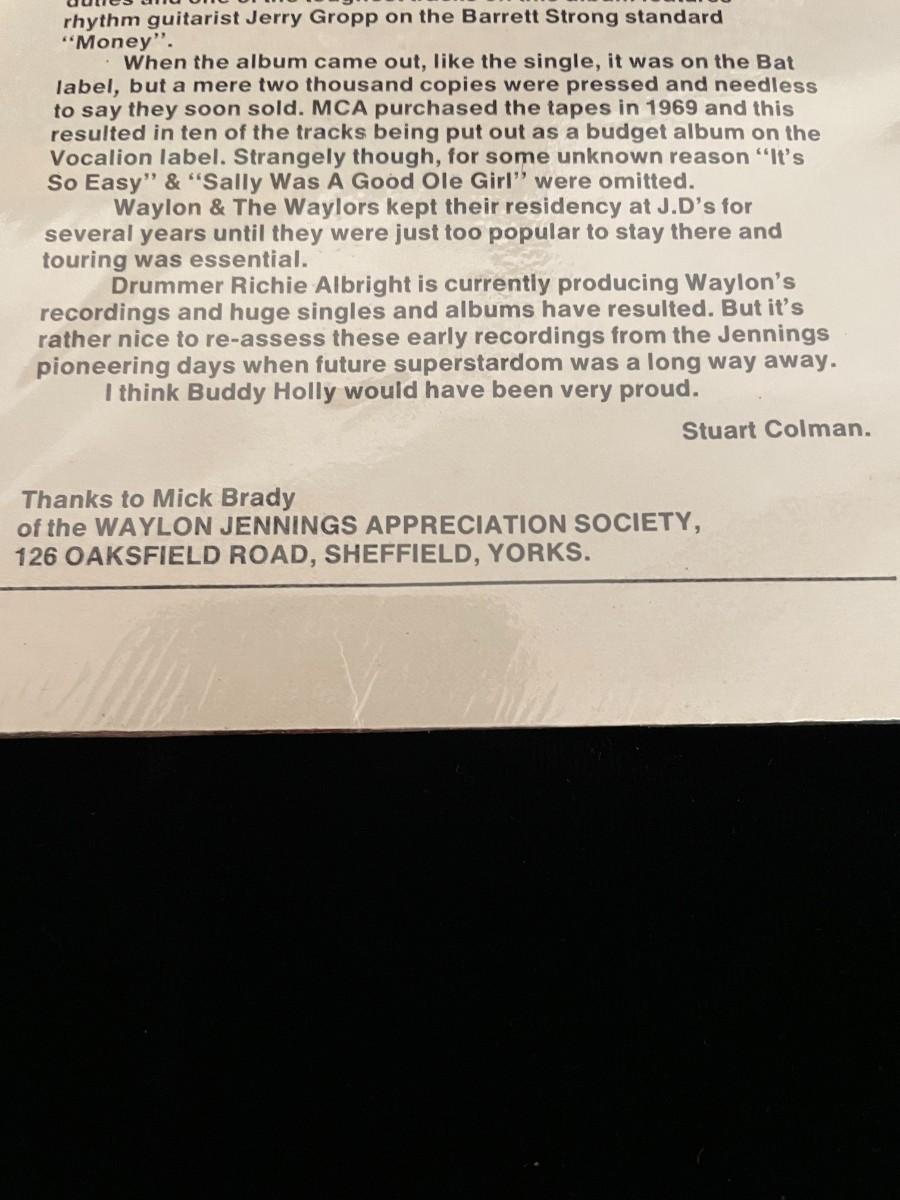 rhythm guitarist Jerry Gropp on the Barrett Strong standard
“Money”.
When the album came out, like the single, it was on the Bat
label, but a mere two thousand copies were pressed and needless
to say they soon sold. MCA purchased the tapes in 1969 and this
resulted in ten of the tracks being put out as a budget album on the
Vocalion label. Strangely though, for some unknown reason “It’s
So Easy” & “Sally Was A Good Ole Girl” were omitted.
Waylon & The Waylors kept their residency at J.D’s for
several years until they were just too popular to stay there and
touring was essential.
Drummer Richie Albright is currently producing Waylon’s
recordings and huge singles and albums have resulted. But it’s
rather nice to re-assess these early recordings from the Jennings
pioneering days when future superstardom was a long way away.
I think Buddy Holly would have been very proud.
Stuart Colman.
Thanks to Mick Brady
of the WAYLON JENNINGS APPRECIATION SOCIETY,
126 OAKSFIELD ROAD, SHEFFIELD, YORKS.